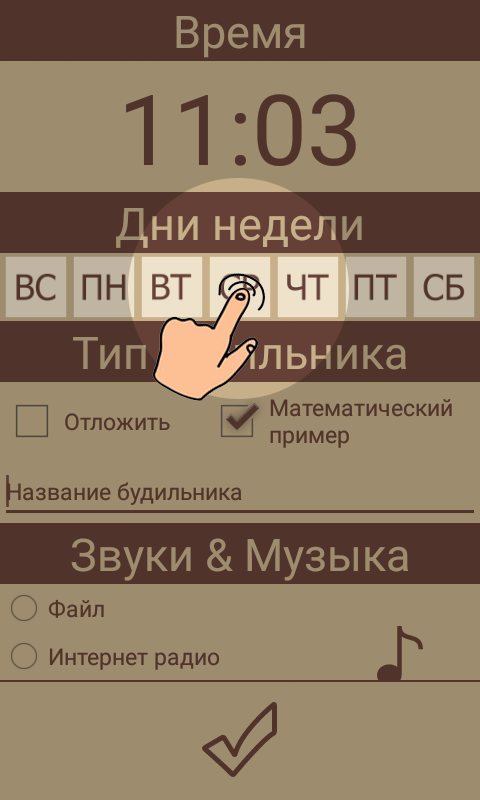 Время
11:03
Дни недели
ВС ПН ВТ ЧТ ПТ СБ
Тип
Отложить
Математический
пример
Название будильника
Звуки & Музыка
Файл
Интернет радио